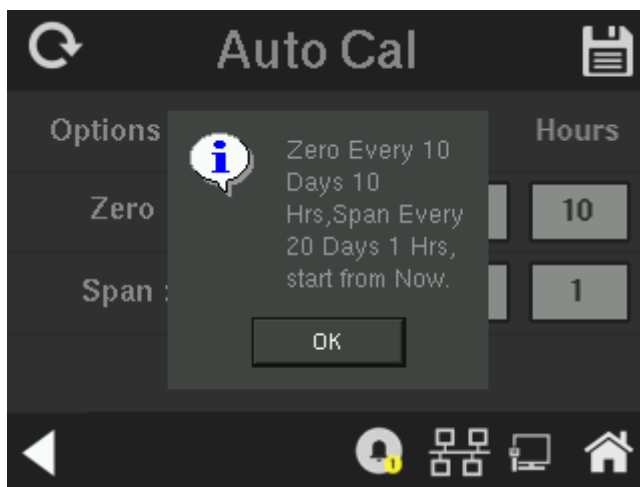 Auto Cal
Options
Hours
Zero Every 10
Days 10
Hrs,Span Every
20 Days 1 Hrs,
start from Now.
Zero
10
Span :
1
OK
1